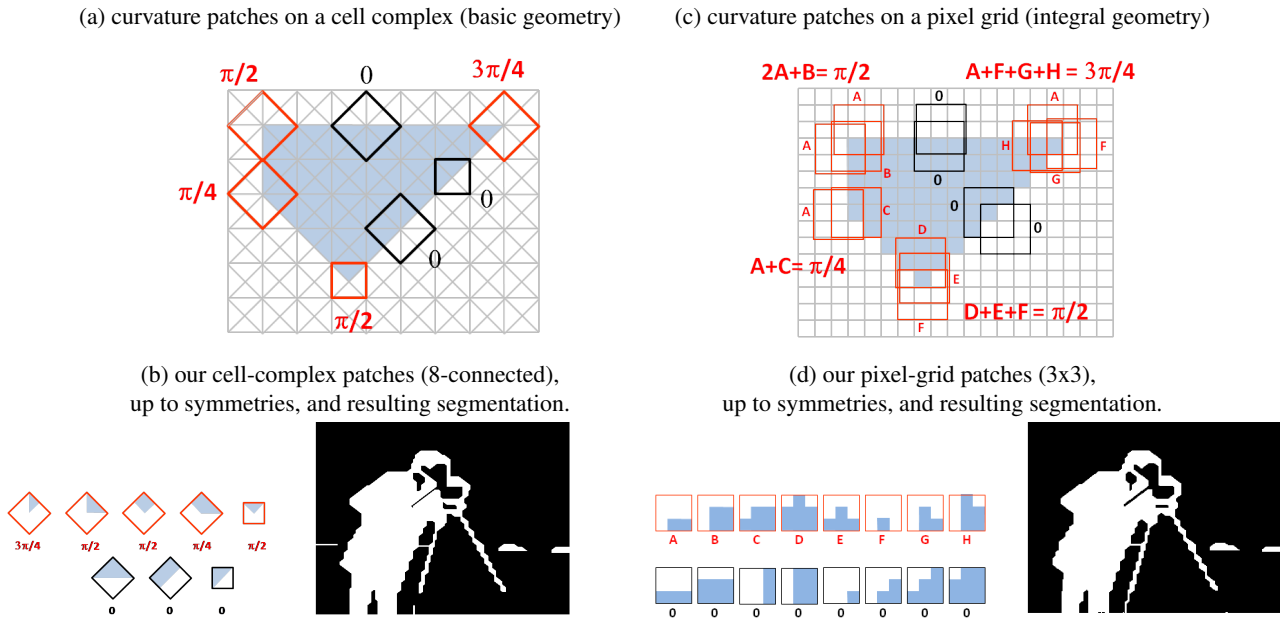 (a) curvature patches on a cell complex (basic geometry)
π/2
0
3π/4
π/4
0
0
π/2
(b) our cell-complex patches (8-connected),
up to symmetries, and resulting segmentation.
3π/4 π/2 π/2 π/4 π/2
0 0 0
(c) curvature patches on a pixel grid (integral geometry)
2A+B= π/2
A+F+G+H = 3π/4
A 0 A
A H F
B 0 G
A C 0 0
D
A+C= π/4
E
D+E+F= π/2
F
(d) our pixel-grid patches (3x3),
up to symmetries, and resulting segmentation.
A B C D E F G H
0 0 0 0 0 0 0 0